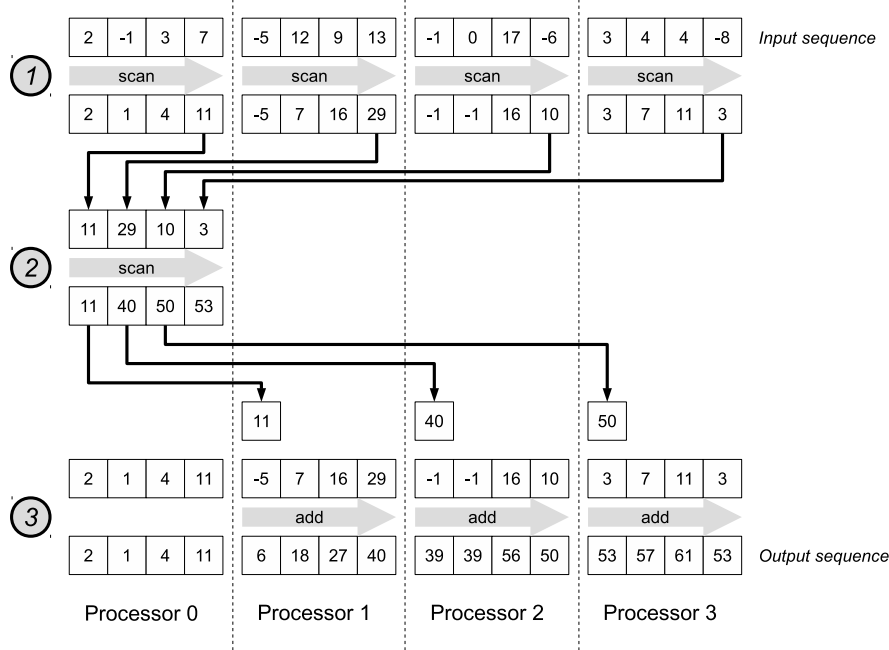 2 -1 3 7 -5 12 9 13 -1 0 17 -6 3 4 4 -8 Input sequence
1 scan scan scan scan
2 1 4 11 -5 7 16 29 -1 -1 16 10 3 7 11 3
11 29 10 3
2 scan
11 40 50 53
11 40 50
2 1 4 11 -5 7 16 29 -1 -1 16 10 3 7 11 3
3 add add add
2 1 4 11 6 18 27 40 39 39 56 50 53 57 61 53 Output sequence
Processor 0 Processor 1 Processor 2 Processor 3